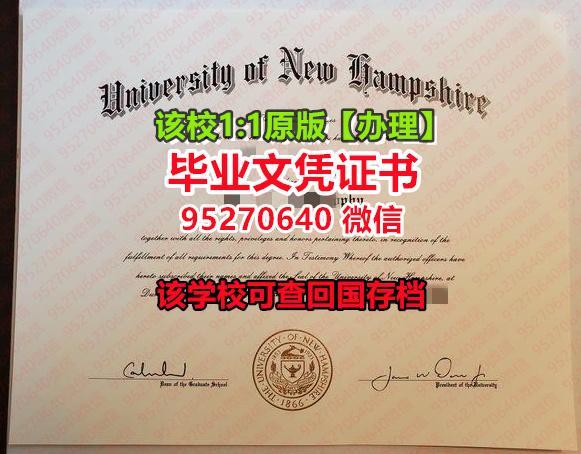 University of New Hampshire
该校1:1原版【办理】
毕业文凭证书
95270640 微信
together with all the rights, privileges and honors pertaining thereto, in recognition of the
fulfillment of all requirements for this degree. In Testimony Whereof the authorized officers have
hereto subscribed their names and affixed the Seal of the University of New Hampshire, at
该学校可查回国存档
THE UNIVERSITY OF NEW HAMPSHIRE
1866
Dean of the Graduate School
President of the University